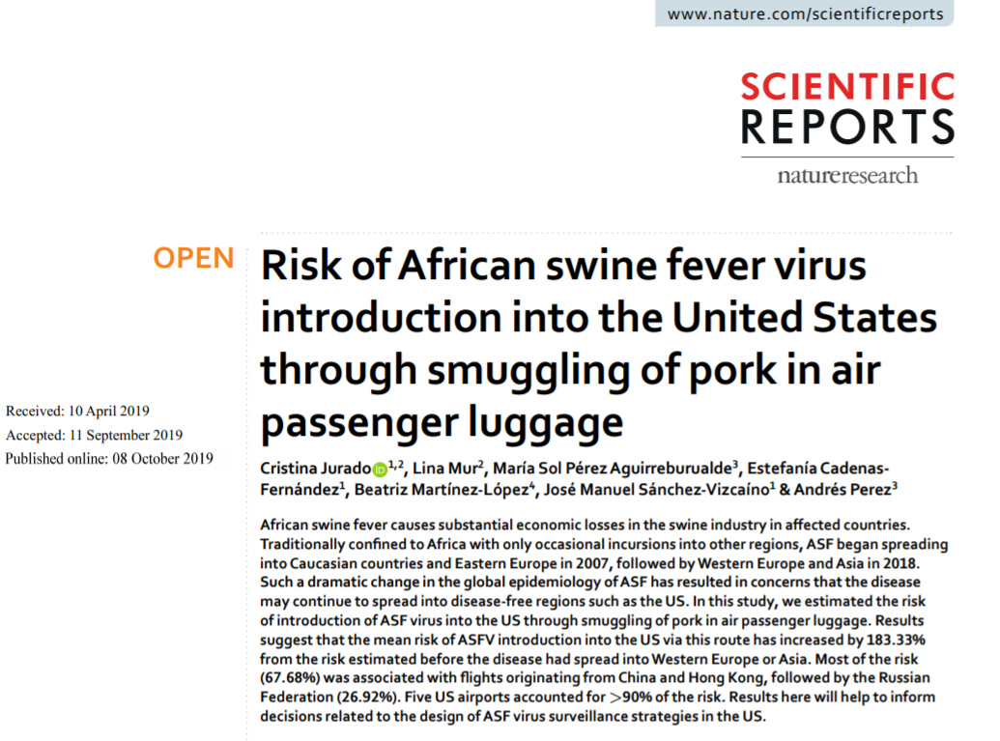 www.nature.com/scientificreports
SCIENTIFIC
REPORTS
natureresearch
OPEN
Risk of African swine fever virus
introduction into the United States
through smuggling of pork in air
passenger luggage
Received: 10 April 2019
Accepted: 11 September 2019
Published online: 08 October 2019
Cristina Jurado iD 1,2, Lina Mur2, María Sol Pérez Aguirreburualde3, Estefanía Cadenas-
Fernández1, Beatriz Martínez-López4, José Manuel Sánchez-Vizcaíno1 & Andrés Perez3
African swine fever causes substantial economic losses in the swine industry in affected countries.
Traditionally confined to Africa with only occasional incursions into other regions, ASF began spreading
into Caucasian countries and Eastern Europe in 2007, followed by Western Europe and Asia in 2018.
Such a dramatic change in the global epidemiology of ASF has resulted in concerns that the disease
may continue to spread into disease-free regions such as the US. In this study, we estimated the risk
of introduction of ASF virus into the US through smuggling of pork in air passenger luggage. Results
suggest that the mean risk of ASFV introduction into the US via this route has increased by 183.33%
from the risk estimated before the disease had spread into Western Europe or Asia. Most of the risk
(67.68%) was associated with flights originating from China and Hong Kong, followed by the Russian
Federation (26.92%). Five US airports accounted for >90% of the risk. Results here will help to inform
decisions related to the design of ASF virus surveillance strategies in the US.